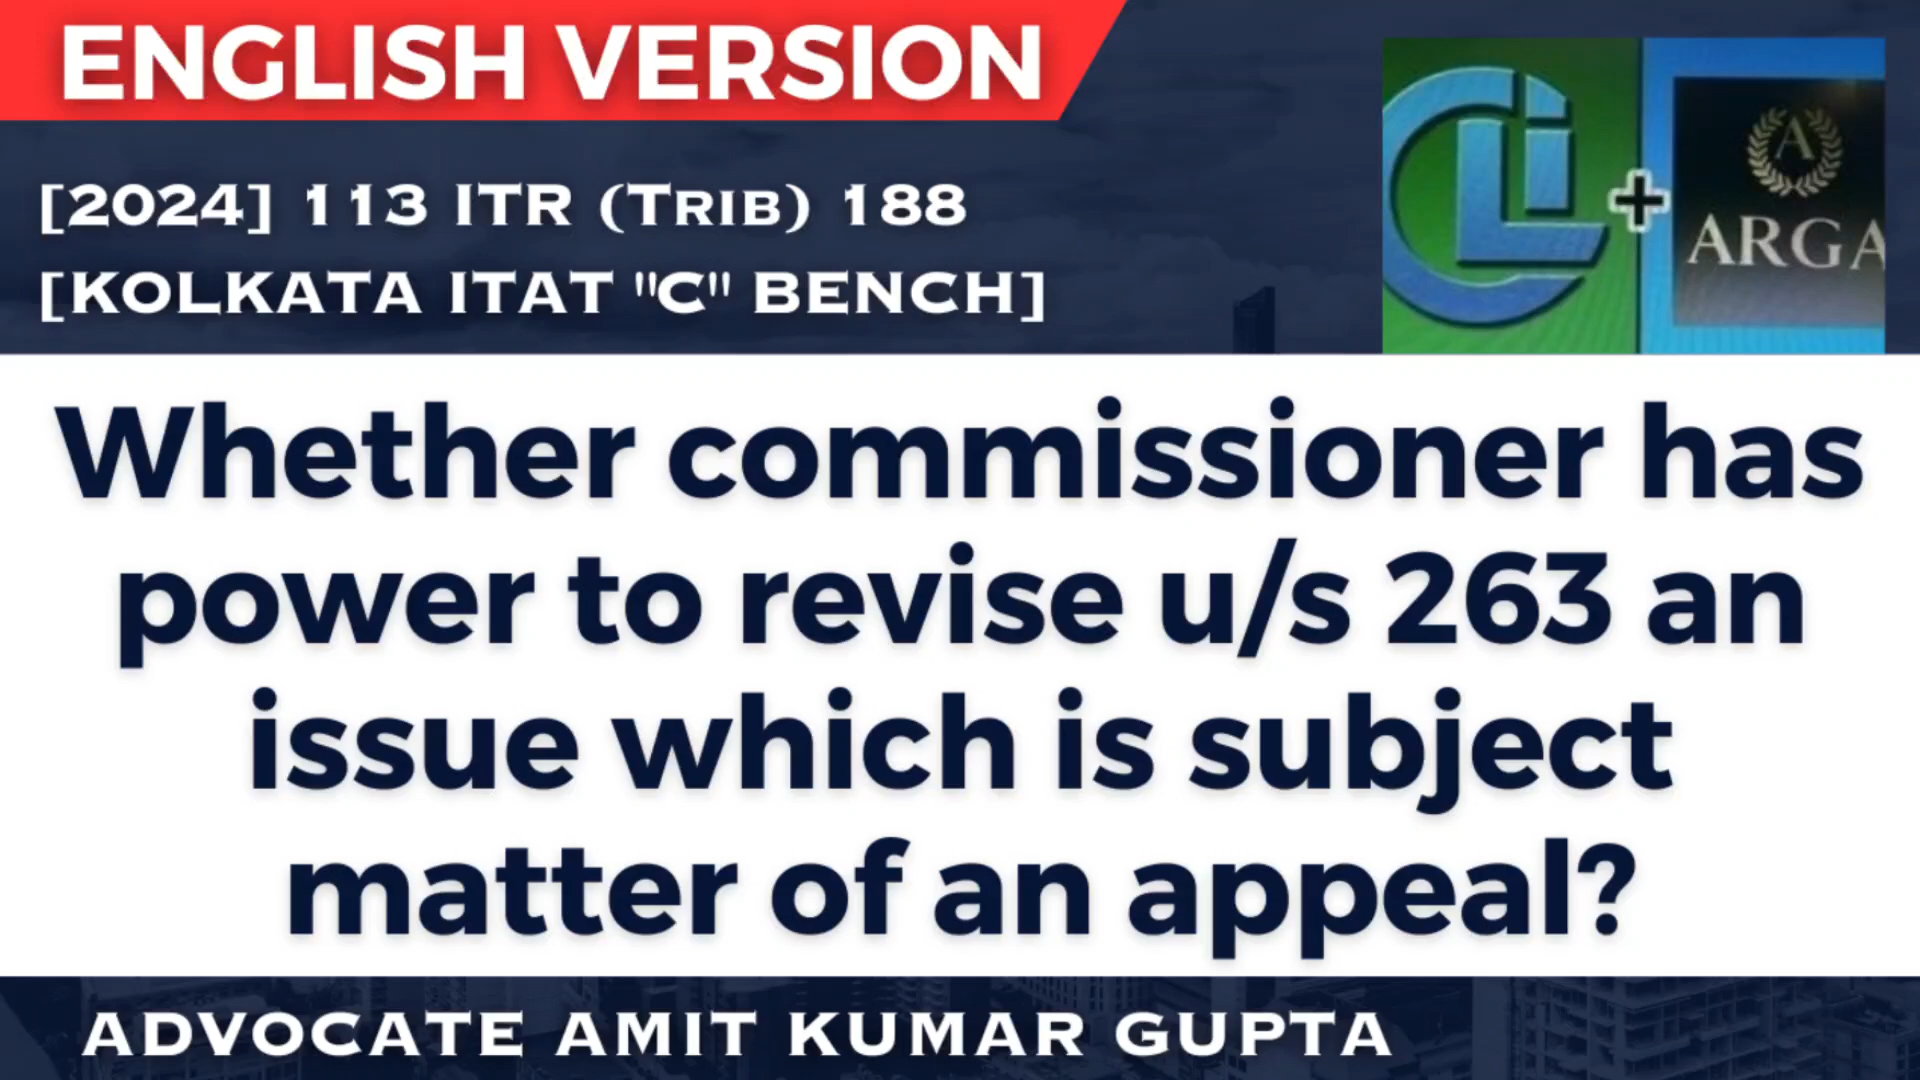 ENGLISH VERSION
[2024] 113 ITR (TRIB) 188
[KOLKATA ITAT "C" BENCH]
CLi
+
A
ARGA
Whether commissioner has
power to revise u/s 263 an
issue which is subject
matter of an appeal?
ADVOCATE AMIT KUMAR GUPTA